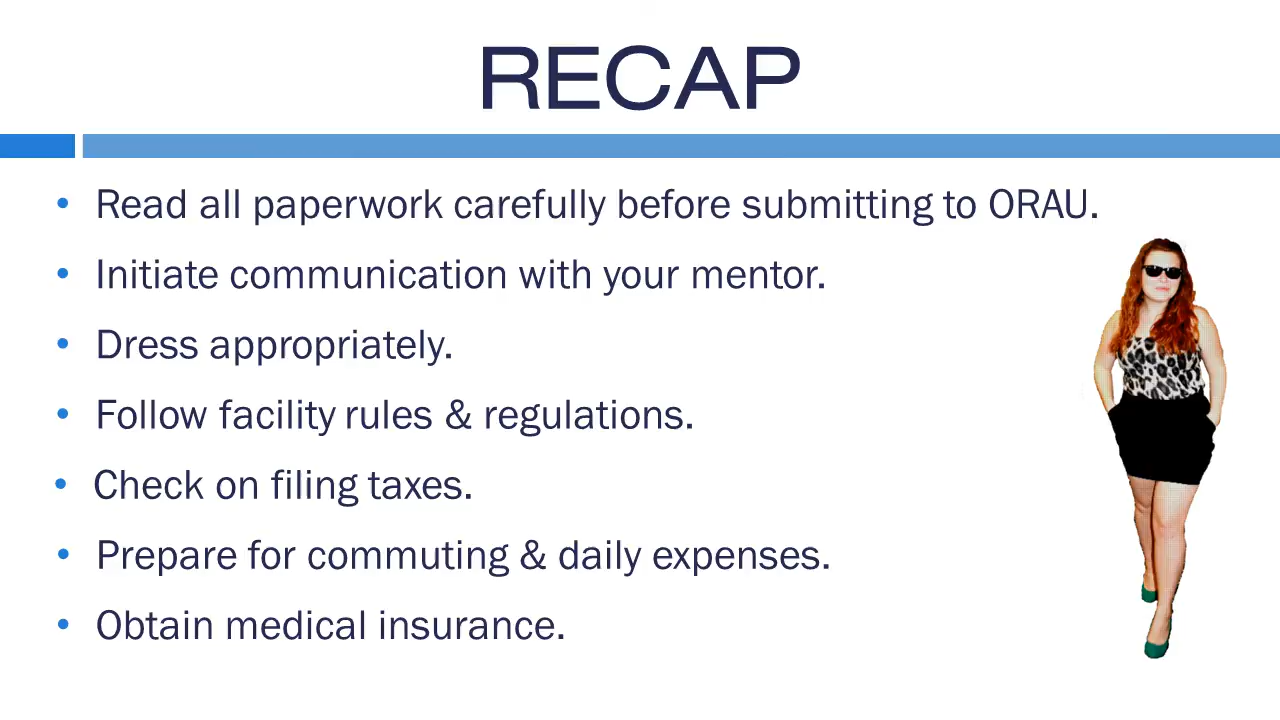 RECAP
• Read all paperwork carefully before submitting to ORAU.
• Initiate communication with your mentor.
• Dress appropriately.
• Follow facility rules & regulations.
• Check on filing taxes.
• Prepare for commuting & daily expenses.
• Obtain medical insurance.